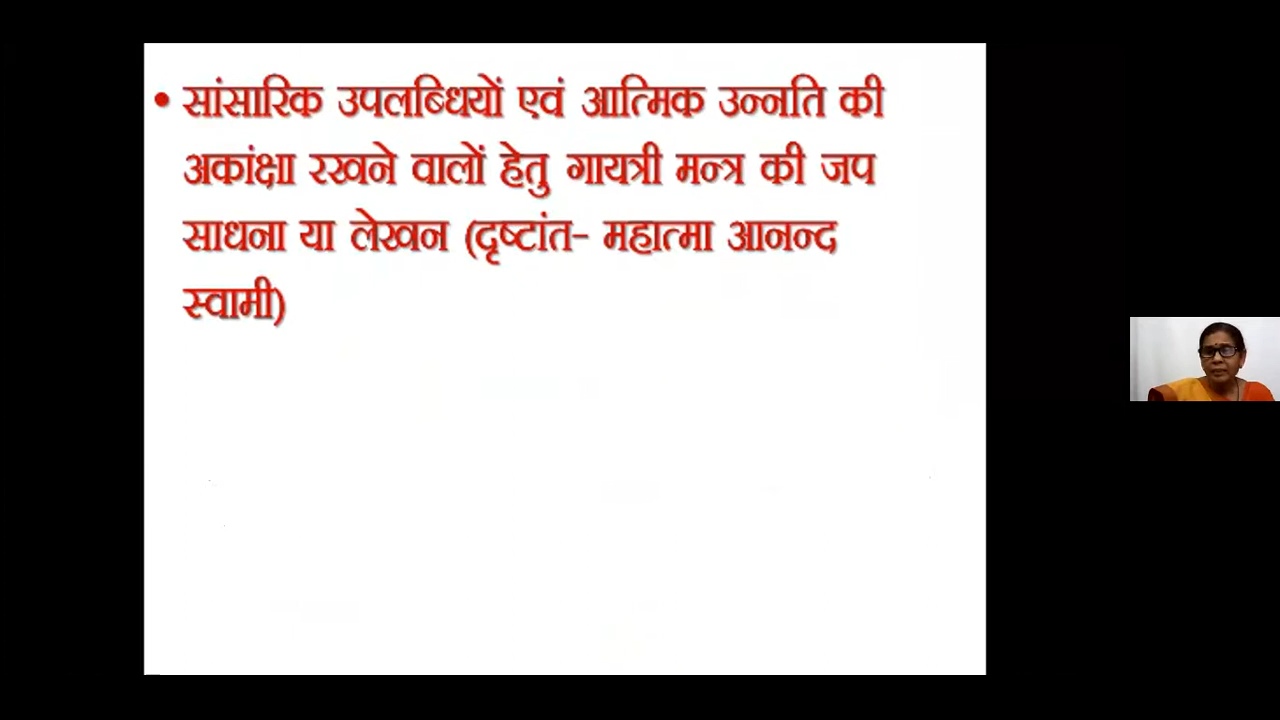 • सांसारिक उपलब्धियों एवं आत्मिक उन्नति की
अकांक्षा रखने वालों हेतु गायत्री मन्त्र की जप
साधना या लेखन (दृष्टांत- महात्मा आनन्द
स्वामी)